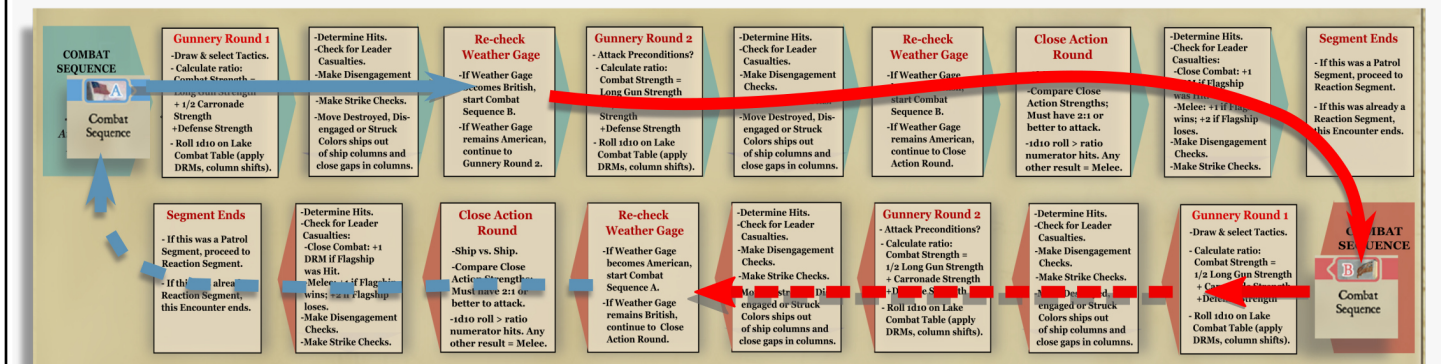 COMBAT
SEQUENCE
A
Combat
Sequence
Gunnery Round 1
-Draw & select Tactics.
- Calculate ratio:
Combat Strength =
Strength
+ 1/2 Carronade
Strength
+Defense Strength
- Roll 1d10 on Lake
Combat Table (apply
DRMs, column shifts).
-Determine Hits.
-Check for Leader
Casualties.
-Make Disengagement
-Make Strike Checks.
-Move Destroyed, Dis-
engaged or Struck
Colors ships out
of ship columns and
close gaps in columns.
Re-check
Weather Gage
-If Weather Gage
becomes British,
start Combat
Sequence B.
-If Weather Gage
remains American,
continue to
Gunnery Round 2.
Gunnery Round 2
- Attack Preconditions?
- Calculate ratio:
Combat Strength =
Long Gun Strength
Strength
+Defense Strength
- Roll 1d10 on Lake
Combat Table (apply
DRMs, column shifts).
-Determine Hits.
-Check for Leader
Casualties.
-Make Disengagement
Checks.
-Move Destroyed, Dis-
engaged or Struck
Colors ships out
of ship columns and
close gaps in columns.
Re-check
Weather Gage
-If Weather Gage
start Combat
Sequence B.
-If Weather Gage
remains American,
continue to Close
Action Round.
Close Action
Round
-Compare Close
Action Strengths;
Must have 2:1 or
better to attack.
-1d10 roll > ratio
numerator hits. Any
other result = Melee.
-Determine Hits.
-Check for Leader
Casualties:
-Close Combat: +1
DRM if Flagship
was Hit.
-Melee: +1 if Flagship
wins; +2 if Flagship
loses.
-Make Disengagement
Checks.
-Make Strike Checks.
Segment Ends
- If this was a Patrol
Segment, proceed to
Reaction Segment.
- If this was already a
Reaction Segment,
this Encounter ends.
Segment Ends
- If this was a Patrol
Segment, proceed to
Reaction Segment.
- If this
Reaction Segment,
this Encounter ends.
-Determine Hits.
-Check for Leader
Casualties:
-Close Combat: +1
DRM if Flagship
was Hit.
-Melee: +1 if Flagship
wins; +2 if Flagship
loses.
-Make Disengagement
Checks.
-Make Strike Checks.
Close Action
Round
-Ship vs. Ship.
-Compare Close
Action Strengths;
Must have 2:1 or
better to attack.
-1d10 roll > ratio
numerator hits. Any
other result = Melee.
Re-check
Weather Gage
-If Weather Gage
becomes American,
start Combat
Sequence A.
-If Weather Gage
remains British,
continue to Close
Action Round.
-Determine Hits.
-Check for Leader
Casualties.
-Make Disengagement
Checks.
-Make Strike Checks.
engaged or Struck
Colors ships out
of ship columns and
close gaps in columns.
Gunnery Round 2
- Attack Preconditions?
- Calculate ratio:
Combat Strength =
1/2 Long Gun Strength
+ Carronade Strength
+Defense Strength
- Roll 1d10 on Lake
Combat Table (apply
DRMs, column shifts).
-Determine Hits.
-Check for Leader
Casualties.
-Make Disengagement
Checks.
-Make Strike Checks.
engaged or Struck
Colors ships out
of ship columns and
close gaps in columns.
Gunnery Round 1
-Draw & select Tactics.
- Calculate ratio:
Combat Strength =
1/2 Long Gun Strength
+ Carronade Strength
+Defense Strength
- Roll 1d10 on Lake
Combat Table (apply
DRMs, column shifts).
COMBAT
SEQUENCE
B
Combat
Sequence